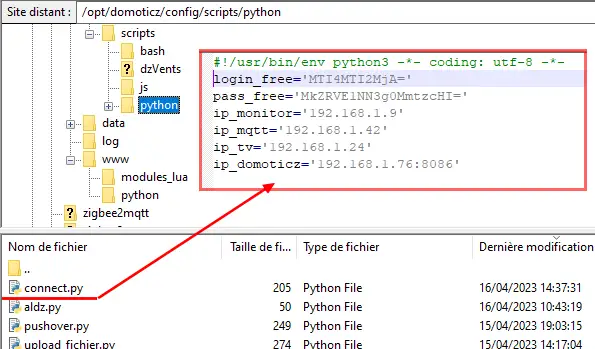 Site distant : /opt/domoticz/config/scripts/python
scripts
bash
dzVents
js
python
data
log
www
modules_lua
python
zigbee2mqtt
#!/usr/bin/env python3 -*- coding: utf-8 -*-
login_free='MTI4MTI2MjA='
pass_free='MkZRVE1NN3g0MmtzcHI='
ip_monitor='192.168.1.9'
ip_mqtt='192.168.1.42'
ip_tv='192.168.1.24'
ip_domoticz='192.168.1.76:8086'
Nom de fichier Taille de f... Type de fichier Dernière modification
..
connect.py 205 Python File 16/04/2023 14:37:31
aldz.py 50 Python File 16/04/2023 10:43:19
pushover.py 249 Python File 15/04/2023 19:03:15
upload_fichier.py 274 Python File 15/04/2023 14:17:04